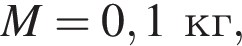 M = 0,1 кг,